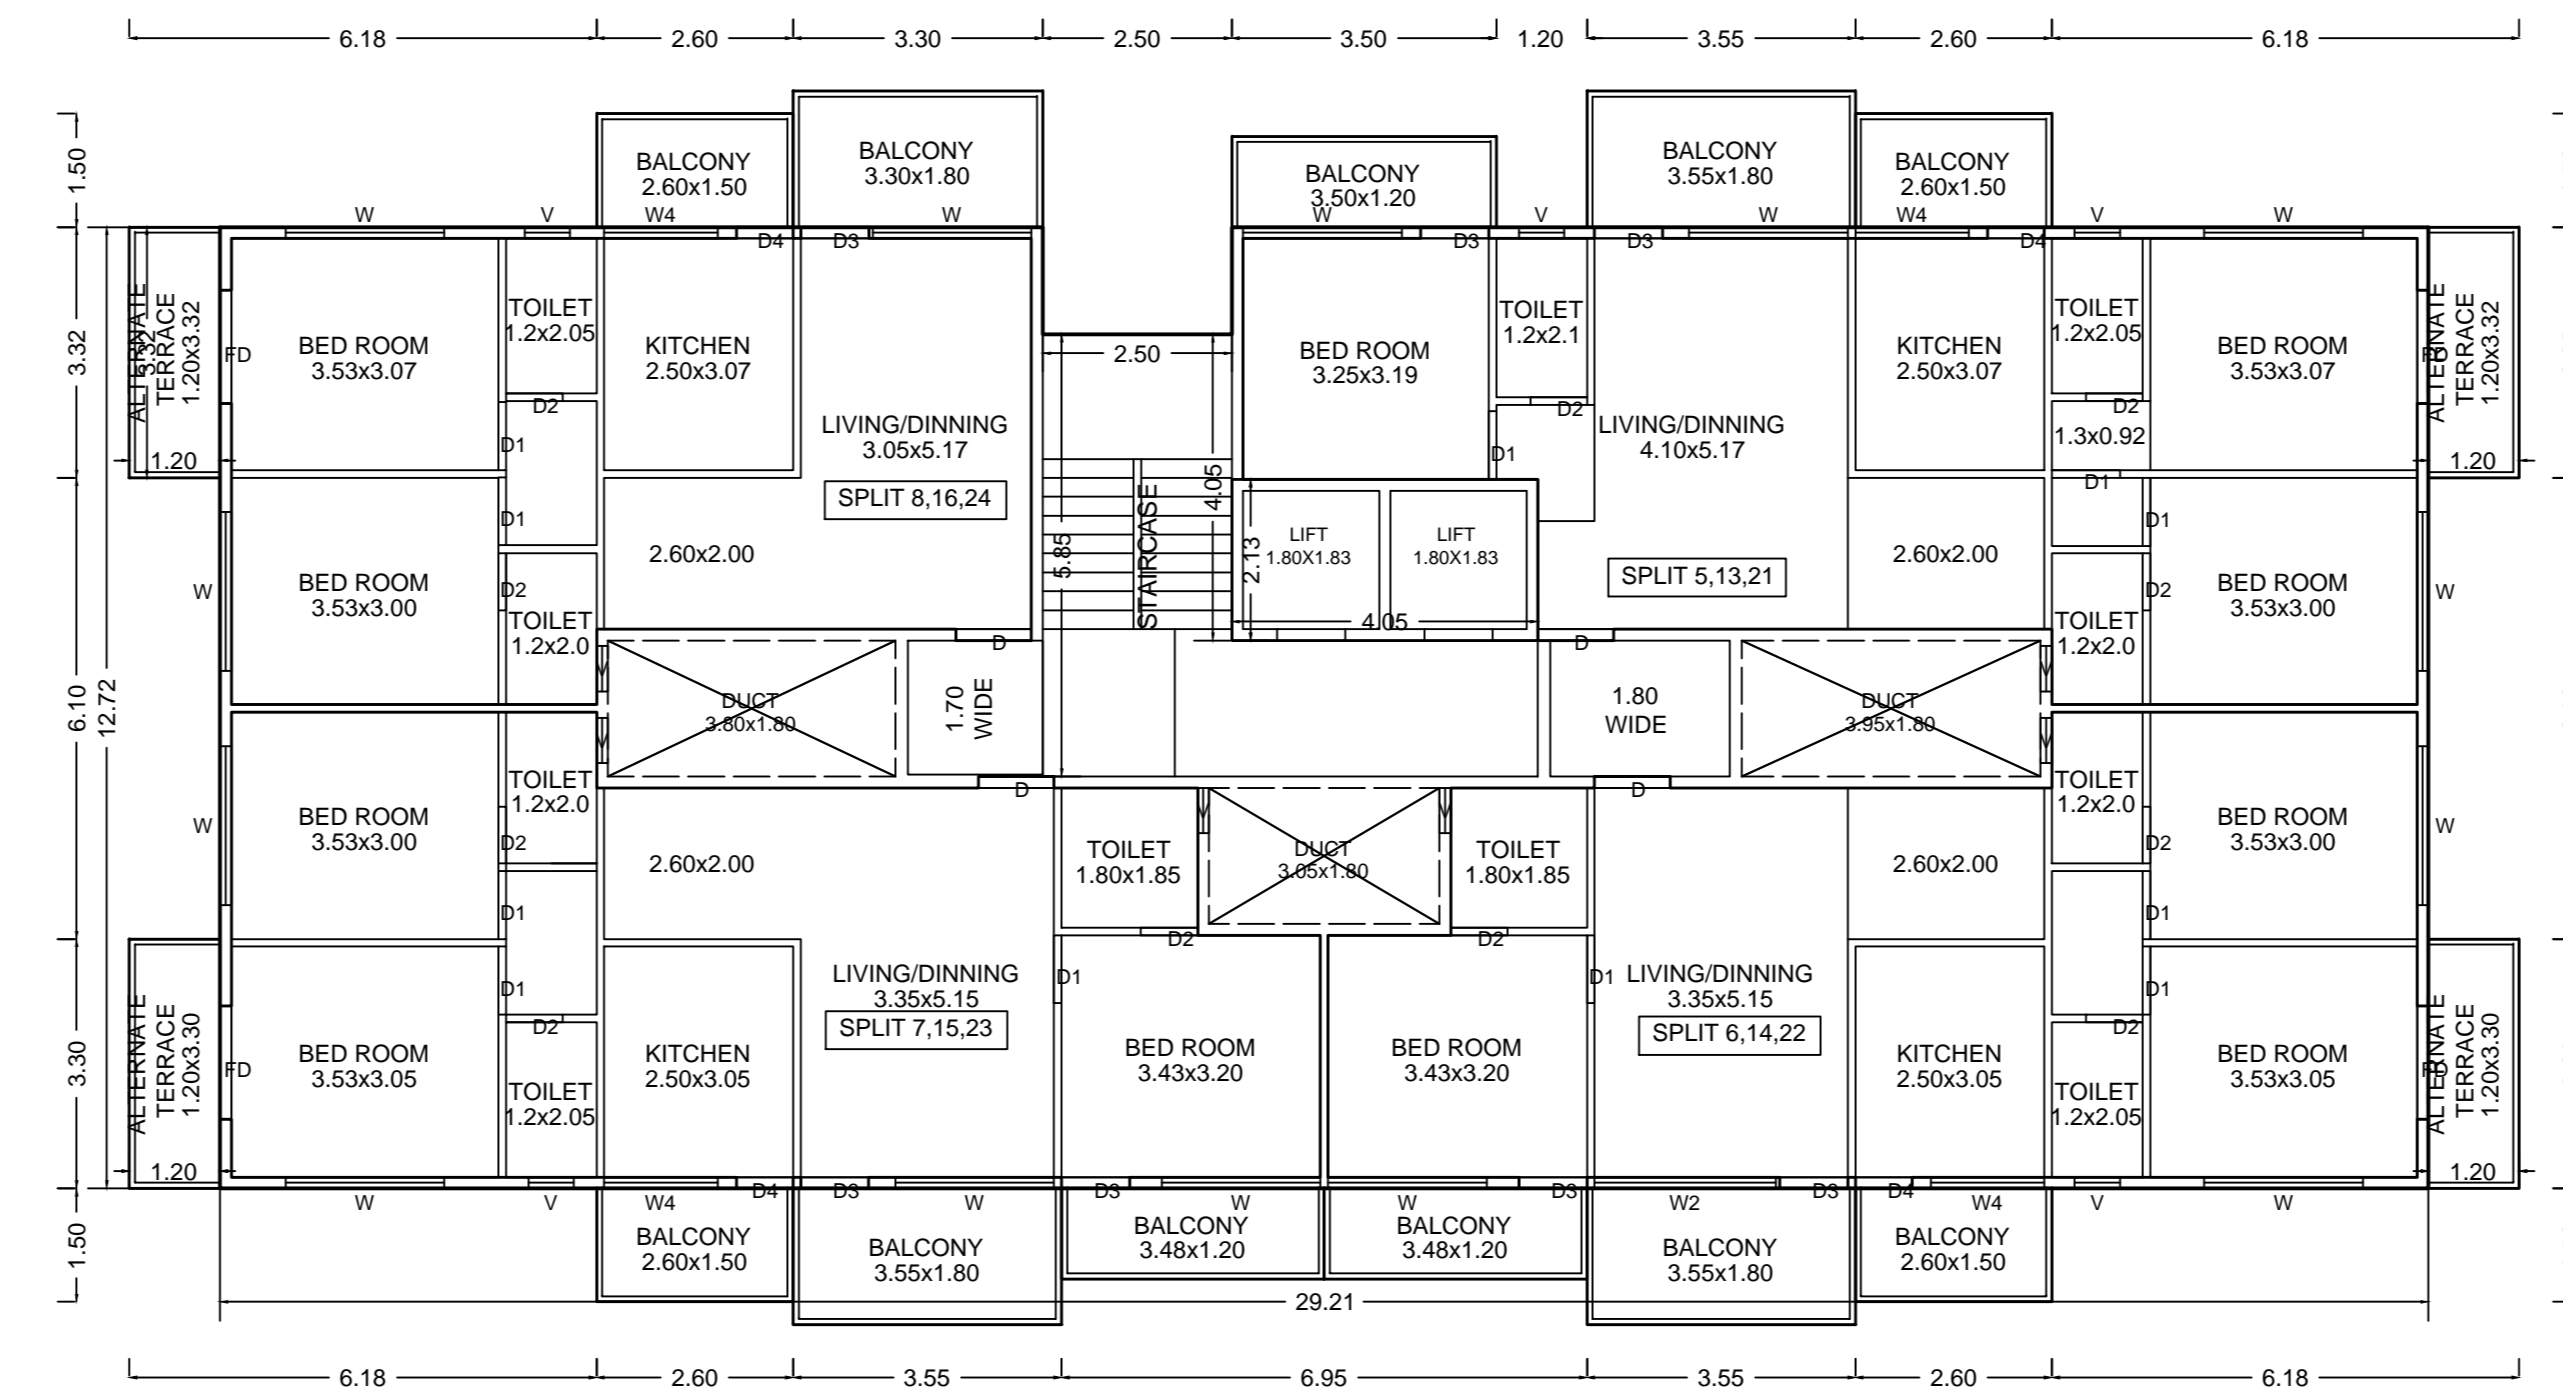 6.18
2.60
3.30
2.50
3.50
1.20
3.55
2.60
6.18
BALCONY
2.60x1.50
BALCONY
3.30x1.80
BALCONY
3.50x1.20
BALCONY
3.55x1.80
BALCONY
2.60x1.50
1.50
W
V
W4
W
W
V
W
W4
V
W
D4
D3
D3
D3
D4
3.32
ALTERNATE
TERRACE
1.20x3.32
3.32
1.20
FD
BED ROOM
3.53x3.07
TOILET
1.2x2.05
D2
D1
KITCHEN
2.50x3.07
LIVING/DINNING
3.05x5.17
SPLIT 8,16,24
2.50
4.05
5.85
STAIRCASE
BED ROOM
3.25x3.19
TOILET
1.2x2.1
D2
D1
LIVING/DINNING
4.10x5.17
KITCHEN
2.50x3.07
TOILET
1.2x2.05
D2
1.3x0.92
D1
BED ROOM
3.53x3.07
ALTERNATE
TERRACE
1.20x3.32
1.20
6.10
12.72
W
BED ROOM
3.53x3.00
D1
D2
TOILET
1.2x2.0
2.60x2.00
2.13
LIFT
1.80X1.83
LIFT
1.80X1.83
4.05
SPLIT 5,13,21
2.60x2.00
D1
D2
TOILET
1.2x2.0
BED ROOM
3.53x3.00
W
D
D
DUCT
3.80x1.80
1.70
WIDE
1.80
WIDE
DUCT
3.95x1.80
D
D
W
BED ROOM
3.53x3.00
TOILET
1.2x2.0
D2
D1
2.60x2.00
TOILET
1.80x1.85
DUCT
3.05x1.80
TOILET
1.80x1.85
D2
D2
2.60x2.00
TOILET
1.2x2.0
D2
D1
BED ROOM
3.53x3.00
W
3.30
ALTERNATE
TERRACE
1.20x3.30
1.20
FD
BED ROOM
3.53x3.05
D1
D2
TOILET
1.2x2.05
KITCHEN
2.50x3.05
LIVING/DINNING
3.35x5.15
SPLIT 7,15,23
D1
BED ROOM
3.43x3.20
BED ROOM
3.43x3.20
D1
LIVING/DINNING
3.35x5.15
SPLIT 6,14,22
KITCHEN
2.50x3.05
D1
D2
TOILET
1.2x2.05
BED ROOM
3.53x3.05
ALTERNATE
TERRACE
1.20x3.30
1.20
D4
D3
D3
D3
D3
D4
W
V
W4
W
W
W
W2
W4
V
W
1.50
BALCONY
2.60x1.50
BALCONY
3.55x1.80
BALCONY
3.48x1.20
BALCONY
3.48x1.20
BALCONY
3.55x1.80
BALCONY
2.60x1.50
29.21
6.18
2.60
3.55
6.95
3.55
2.60
6.18